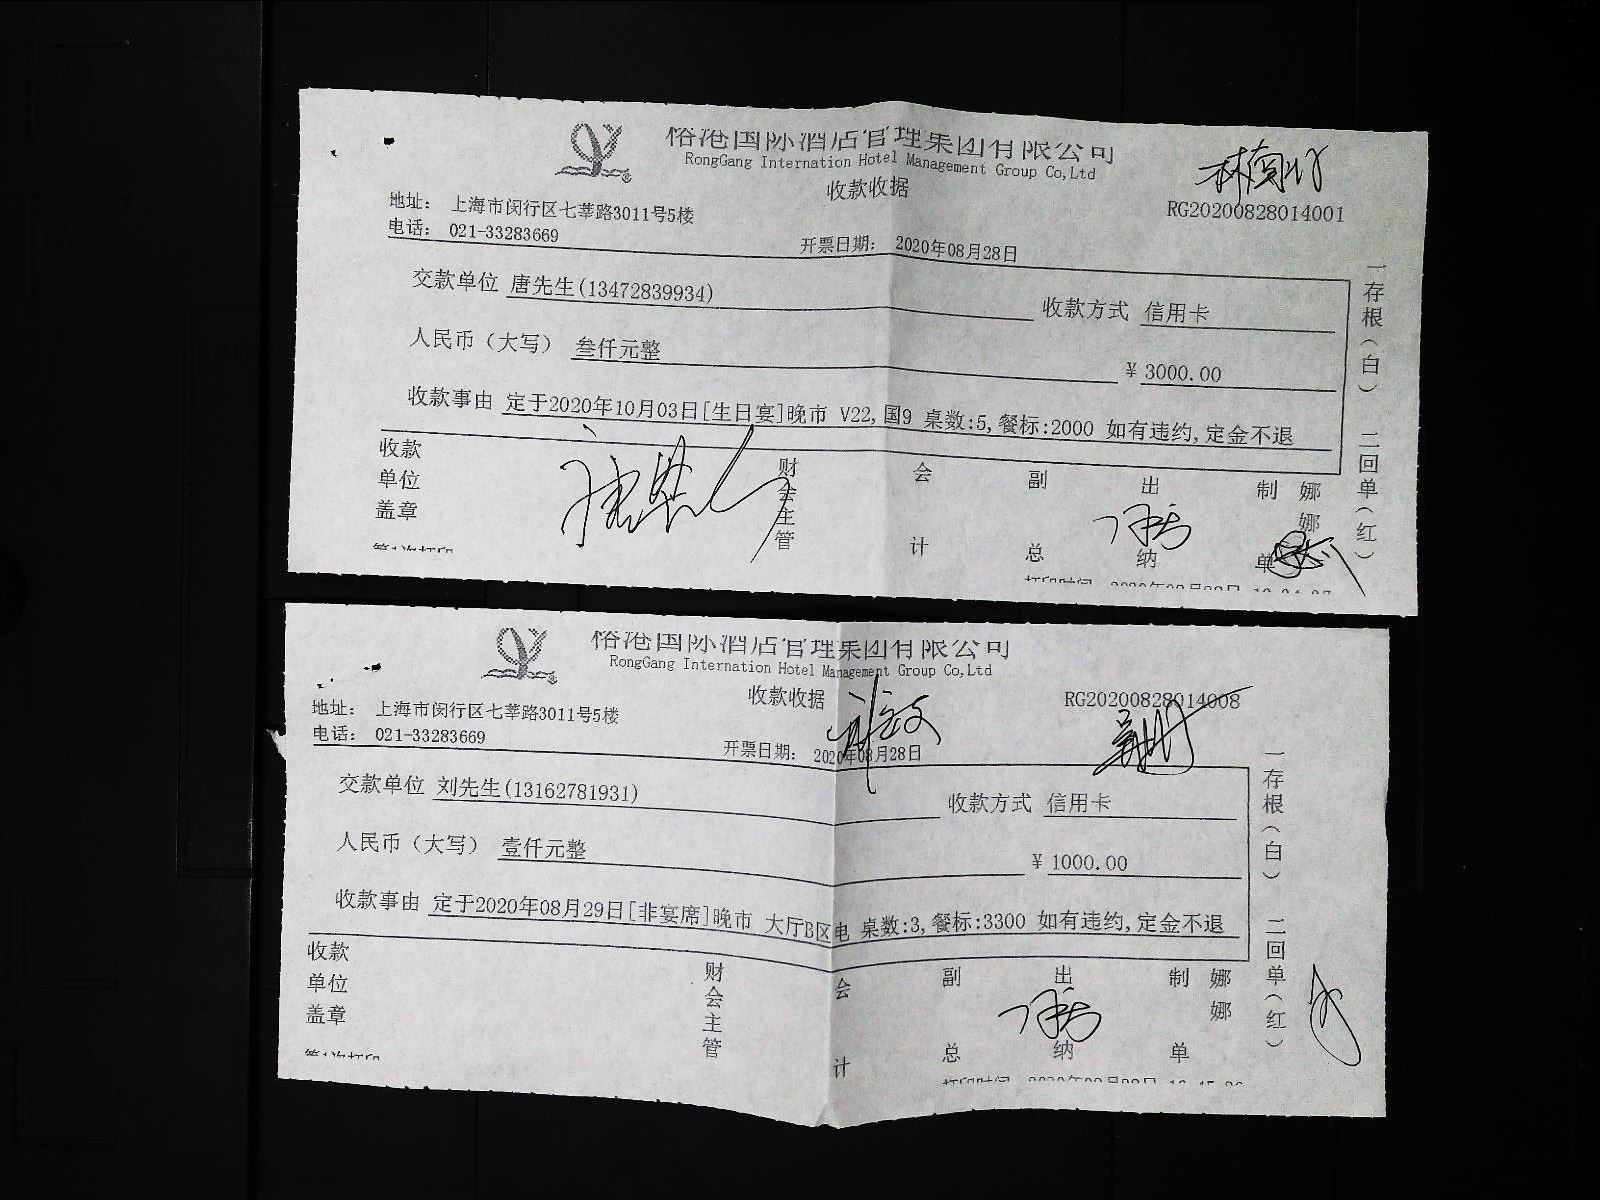 榕港国际酒店管理集团有限公司
RongGang Internation Hotel Management Group Co,Ltd
收款收据
RG20200828014001
地址： 上海市闵行区七莘路3011号5楼
电话： 021-33283669
开票日期： 2020年08月28日
交款单位 唐先生(13472839934) 收款方式 信用卡
人民币（大写） 叁仟元整 ¥ 3000.00
收款事由 定于2020年10月03日[生日宴]晚市 V22,国9 桌数:5,餐标:2000 如有违约,定金不退
收款单位盖章 财会主管 会计 副总 出纳 制单 娜娜
一存根（白） 二回单（红）
第1次打印
榕港国际酒店管理集团有限公司
RongGang Internation Hotel Management Group Co,Ltd
收款收据
RG20200828014008
地址： 上海市闵行区七莘路3011号5楼
电话： 021-33283669
开票日期： 2020年08月28日
交款单位 刘先生(13162781931) 收款方式 信用卡
人民币（大写） 壹仟元整 ¥ 1000.00
收款事由 定于2020年08月29日[非宴席]晚市 大厅B区电 桌数:3,餐标:3300 如有违约,定金不退
收款单位盖章 财会主管 会计 副总 出纳 制单 娜娜
一存根（白） 二回单（红）
第1次打印